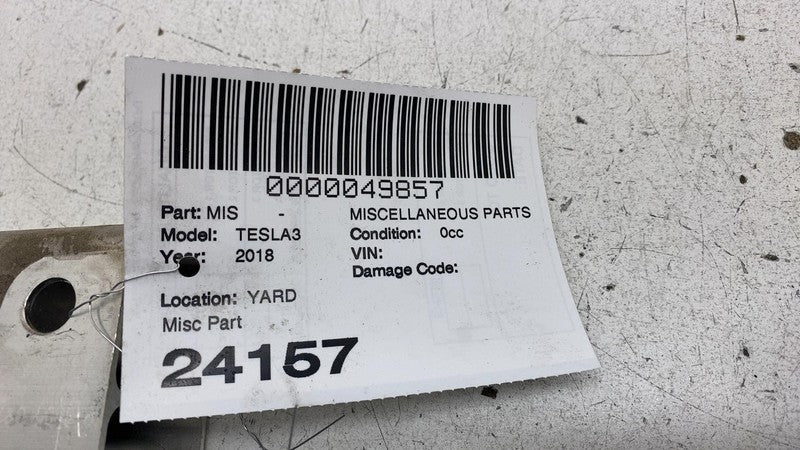 0000049857
Part: MIS - MISCELLANEOUS PARTS
Model: TESLA3 Condition: 0cc
Year: 2018 VIN:
Damage Code:
Location: YARD
Misc Part
24157